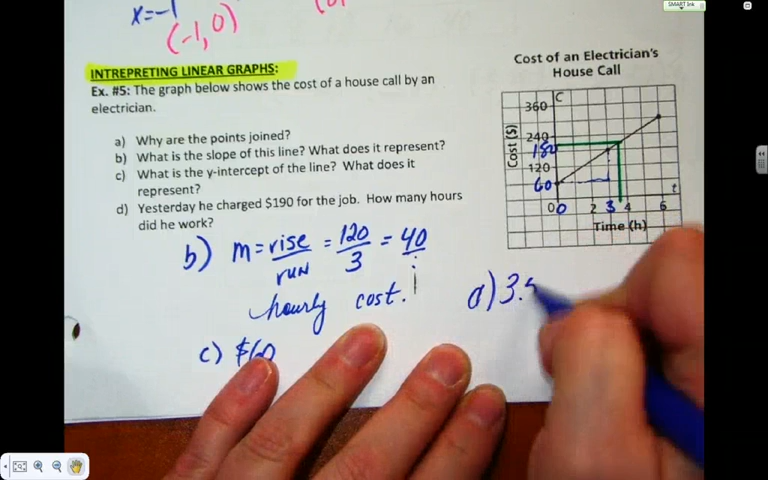 SMART Ink
x=-1
(-1,0)
INTREPRETING LINEAR GRAPHS:
Ex. #5: The graph below shows the cost of a house call by an
electrician.
a) Why are the points joined?
b) What is the slope of this line? What does it represent?
c) What is the y-intercept of the line? What does it
represent?
d) Yesterday he charged $190 for the job. How many hours
did he work?
Cost of an Electrician's
House Call
C
360
240
180
120
60
Cost ($)
t
0 0 2 3 4 6
Time (h)
b) m = rise = 120 = 40
run 3
hourly cost.
c) $60
d) 3.5